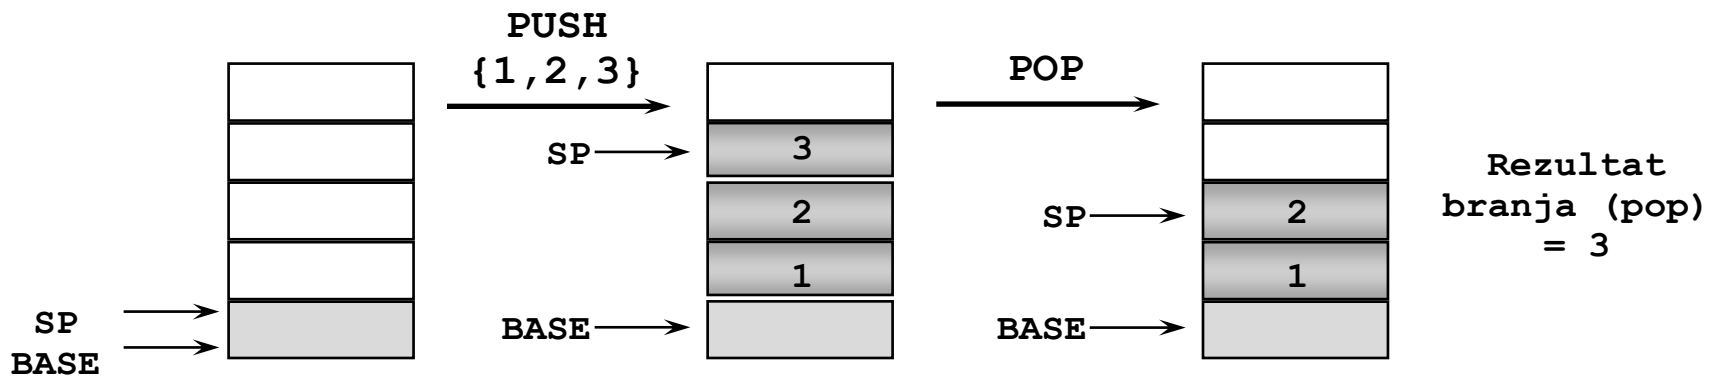 PUSH
{1,2,3}
POP
SP
3
2
1
BASE
SP
BASE
SP
2
1
BASE
Rezultat
branja (pop)
= 3